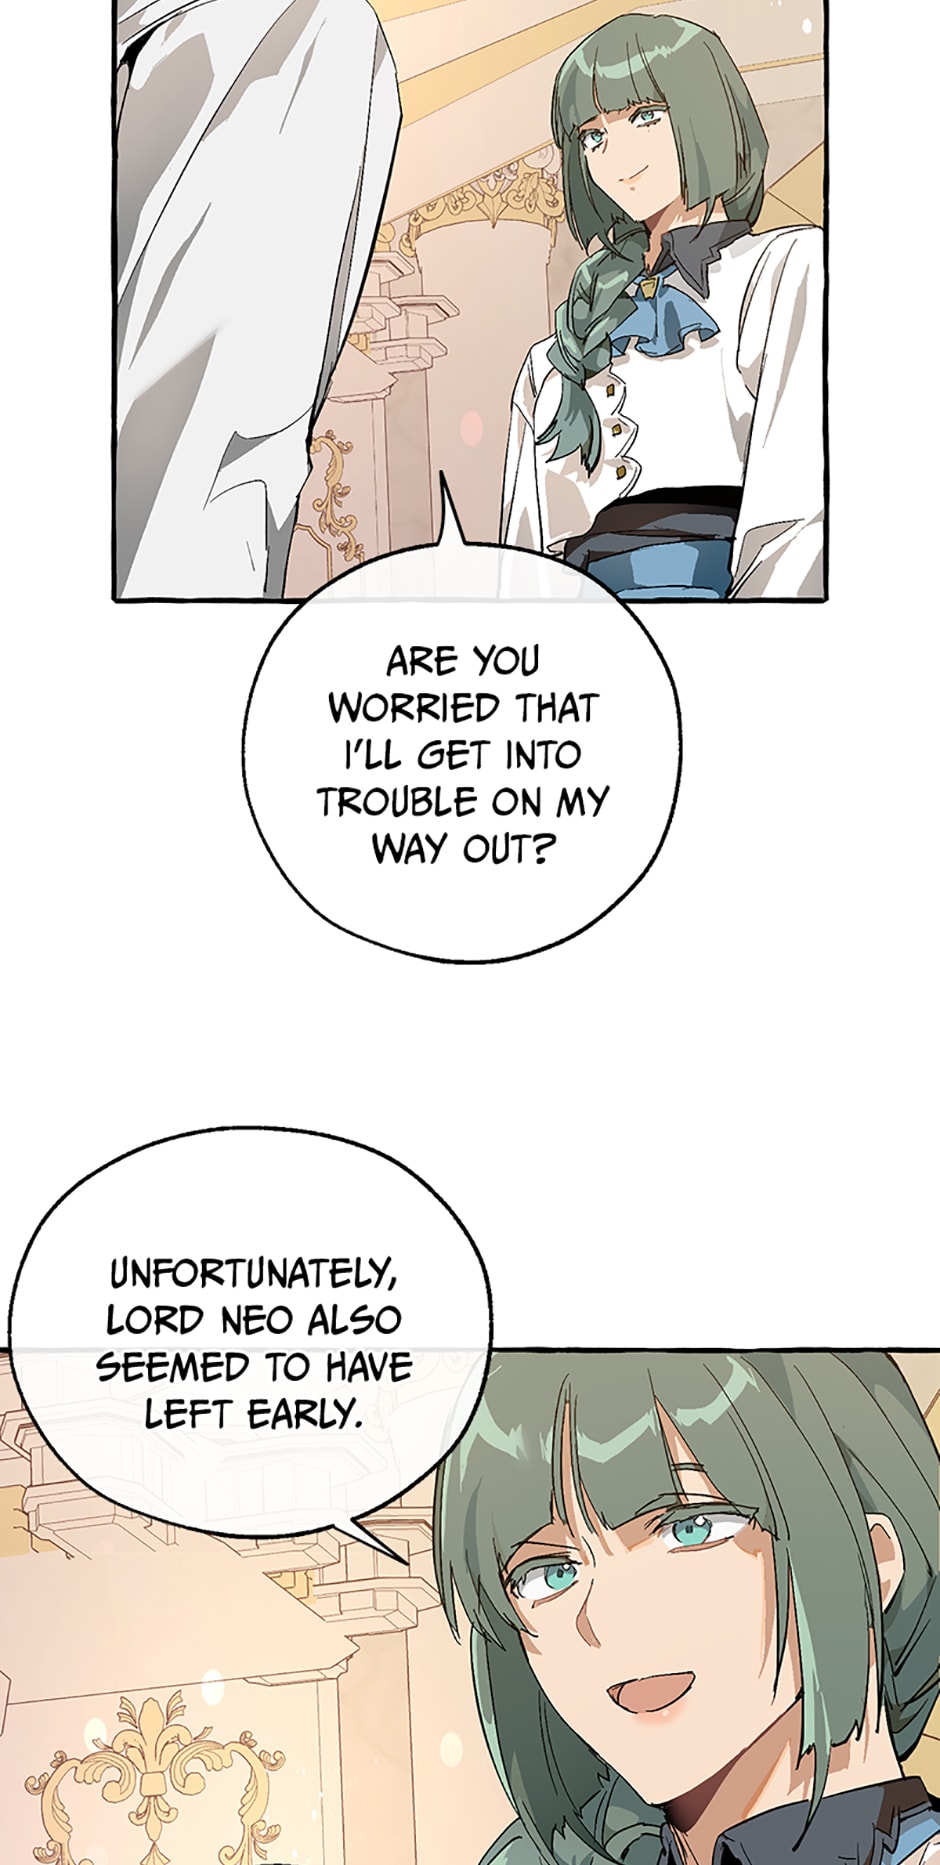 ARE YOU
WORRIED THAT
I'LL GET INTO
TROUBLE ON MY
WAY OUT?
UNFORTUNATELY,
LORD NEO ALSO
SEEMED TO HAVE
LEFT EARLY.